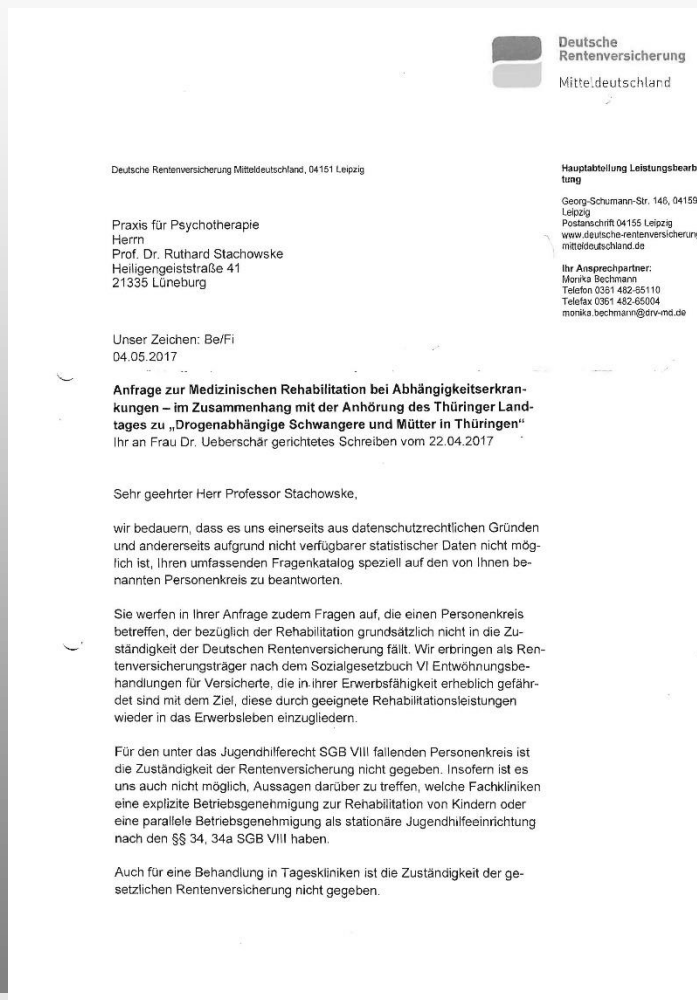 Deutsche
Rentenversicherung
Mitteldeutschland
Deutsche Rentenversicherung Mitteldeutschland, 04151 Leipzig
Hauptabteilung Leistungsbearb
tung
Georg-Schumann-Str. 146, 04159
Leipzig
Postanschrift 04155 Leipzig
www.deutsche-rentenversicherung
mitteldeutschland.de
Ihr Ansprechpartner:
Monika Bechmann
Telefon 0361 482-65110
Telefax 0361 482-65004
monika.bechmann@drv-md.de
Praxis für Psychotherapie
Herrn
Prof. Dr. Ruthard Stachowske
Heiligengeiststraße 41
21335 Lüneburg
Unser Zeichen: Be/Fi
04.05.2017
Anfrage zur Medizinischen Rehabilitation bei Abhängigkeitserkran-
kungen – im Zusammenhang mit der Anhörung des Thüringer Land-
tages zu „Drogenabhängige Schwangere und Mütter in Thüringen“
Ihr an Frau Dr. Ueberschär gerichtetes Schreiben vom 22.04.2017
Sehr geehrter Herr Professor Stachowske,
wir bedauern, dass es uns einerseits aus datenschutzrechtlichen Gründen
und andererseits aufgrund nicht verfügbarer statistischer Daten nicht mög-
lich ist, Ihren umfassenden Fragenkatalog speziell auf den von Ihnen be-
nannten Personenkreis zu beantworten.
Sie werfen in Ihrer Anfrage zudem Fragen auf, die einen Personenkreis
betreffen, der bezüglich der Rehabilitation grundsätzlich nicht in die Zu-
ständigkeit der Deutschen Rentenversicherung fällt. Wir erbringen als Ren-
tenversicherungsträger nach dem Sozialgesetzbuch VI Entwöhnungsbe-
handlungen für Versicherte, die in ihrer Erwerbsfähigkeit erheblich gefähr-
det sind mit dem Ziel, diese durch geeignete Rehabilitationsleistungen
wieder in das Erwerbsleben einzugliedern.
Für den unter das Jugendhilferecht SGB VIII fallenden Personenkreis ist
die Zuständigkeit der Rentenversicherung nicht gegeben. Insofern ist es
uns auch nicht möglich, Aussagen darüber zu treffen, welche Fachkliniken
eine explizite Betriebsgenehmigung zur Rehabilitation von Kindern oder
eine parallele Betriebsgenehmigung als stationäre Jugendhilfeeinrichtung
nach den §§ 34, 34a SGB VIII haben.
Auch für eine Behandlung in Tageskliniken ist die Zuständigkeit der ge-
setzlichen Rentenversicherung nicht gegeben.